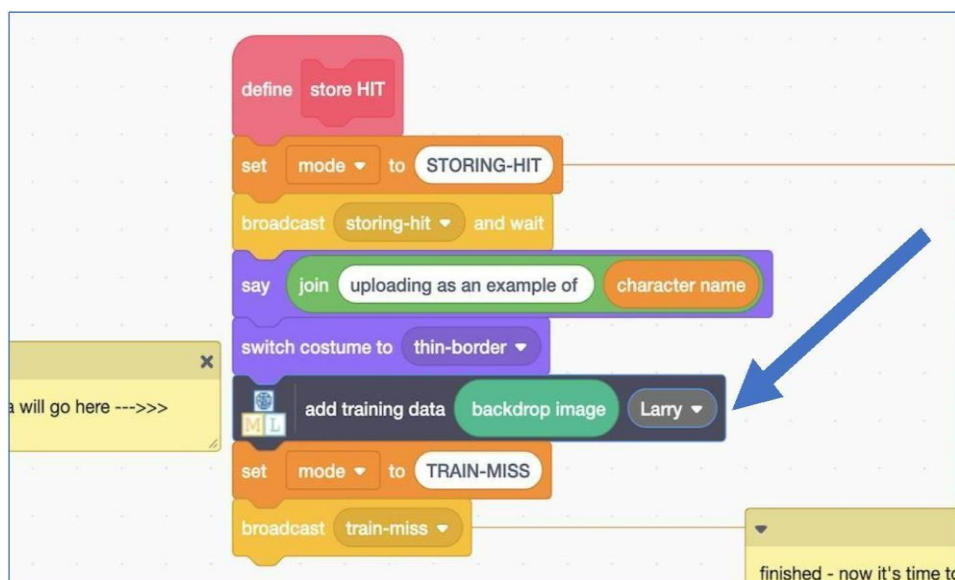 define store HIT
set mode to STORING-HIT
broadcast storing-hit and wait
say join uploading as an example of character name
switch costume to thin-border
will go here --->>>
M L add training data backdrop image Larry
set mode to TRAIN-MISS
broadcast train-miss
finished - now it's time to